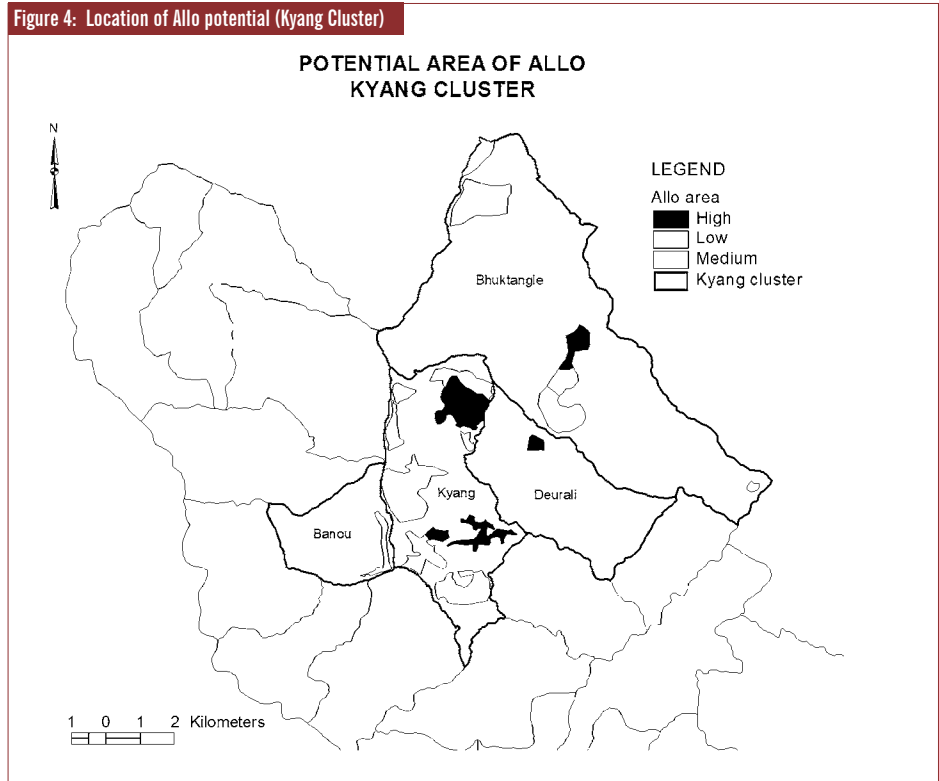 Figure 4: Location of Allo potential (Kyang Cluster)
POTENTIAL AREA OF ALLO
KYANG CLUSTER
N
LEGEND
Allo area
High
Low
Medium
Kyang cluster
Bhuktangle
Kyang
Deurali
Banou
1 0 1 2 Kilometers